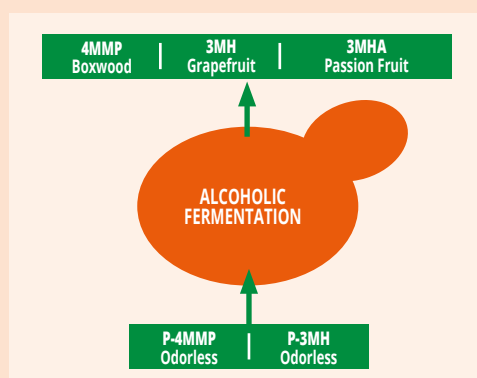 4MMP | 3MH | 3MHA
Boxwood Grapefruit Passion Fruit
ALCOHOLIC
FERMENTATION
P-4MMP | P-3MH
Odorless Odorless